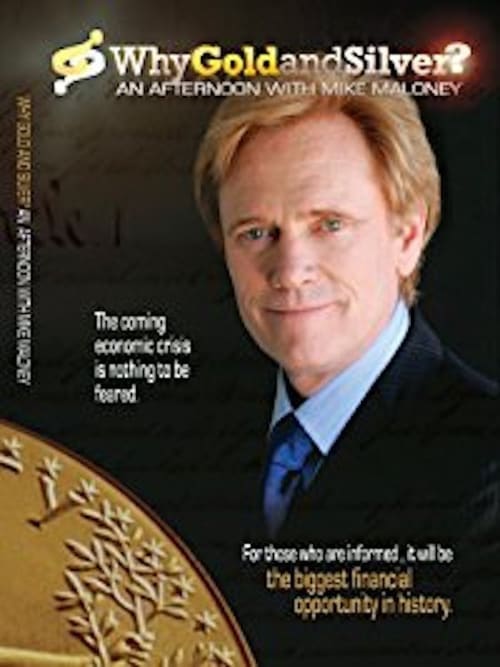 WhyGoldandSilver?
AN AFTERNOON WITH MIKE MALONEY
WHY GOLD AND SILVER? AN AFTERNOON WITH MIKE MALONEY
The coming
economic crisis
is nothing to be
feared.
For those who are informed, it will be
the biggest financial
opportunity in history.